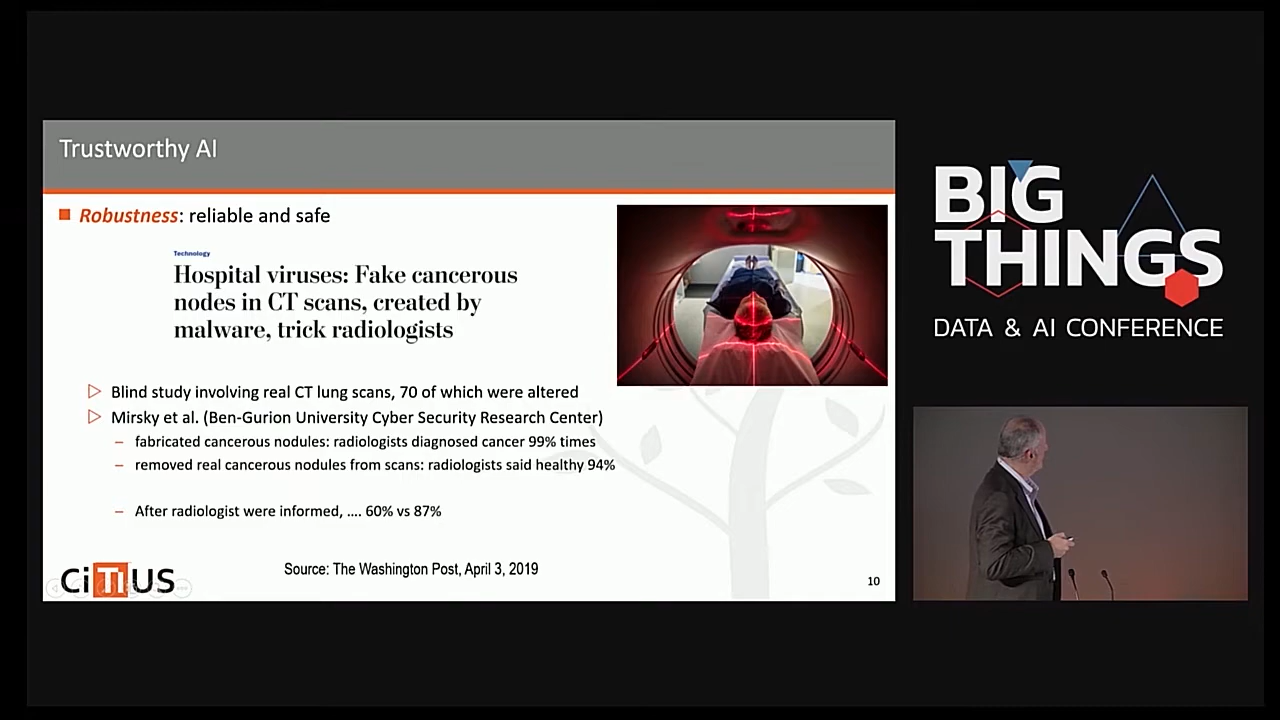 Trustworthy AI
Robustness: reliable and safe
Technology
Hospital viruses: Fake cancerous
nodes in CT scans, created by
malware, trick radiologists
Blind study involving real CT lung scans, 70 of which were altered
Mirsky et al. (Ben-Gurion University Cyber Security Research Center)
– fabricated cancerous nodules: radiologists diagnosed cancer 99% times
– removed real cancerous nodules from scans: radiologists said healthy 94%
– After radiologist were informed, .... 60% vs 87%
CiTIUS
Source: The Washington Post, April 3, 2019
10
BIG
THINGS
DATA & AI CONFERENCE